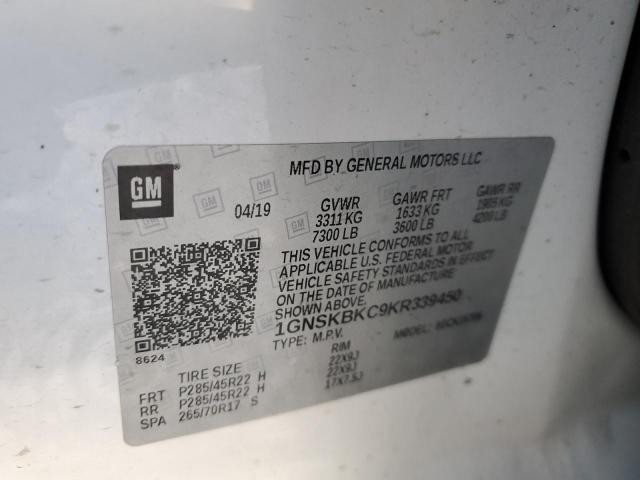 GM
MFD BY GENERAL MOTORS LLC
04/19
GVWR GAWR FRT GAWR RR
3311 KG 1633 KG 1905 KG
7300 LB 3600 LB 4200 LB
THIS VEHICLE CONFORMS TO ALL
APPLICABLE U.S. FEDERAL MOTOR
VEHICLE SAFETY STANDARDS IN EFFECT
ON THE DATE OF MANUFACTURE
SHOWN ABOVE.
1GNSKBKC9KR339450
TYPE: M.P.V. MODEL:
8624
TIRE SIZE RIM
FRT P285/45R22 H 22X9J
RR P285/45R22 H 22X9J
SPA 265/70R17 S 17X7.5J